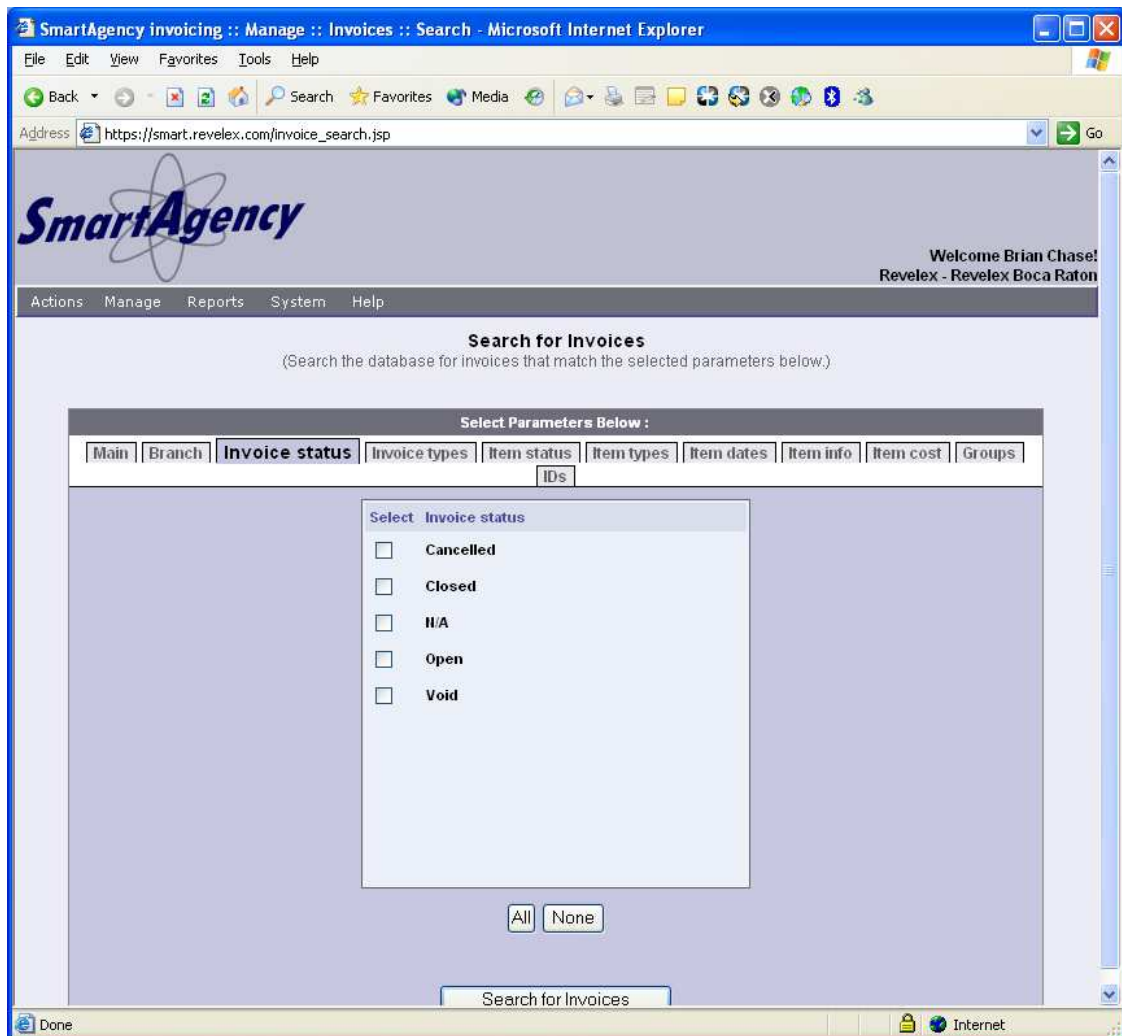 SmartAgency invoicing :: Manage :: Invoices :: Search - Microsoft Internet Explorer
File Edit View Favorites Tools Help
Back Search Favorites Media
Address https://smart.revelex.com/invoice_search.jsp Go
SmartAgency
Welcome Brian Chase!
Revelex - Revelex Boca Raton
Actions Manage Reports System Help
Search for Invoices
(Search the database for invoices that match the selected parameters below.)
Select Parameters Below :
Main Branch Invoice status Invoice types Item status Item types Item dates Item info Item cost Groups
IDs
Select Invoice status
Cancelled
Closed
N/A
Open
Void
All None
Search for Invoices
Done Internet